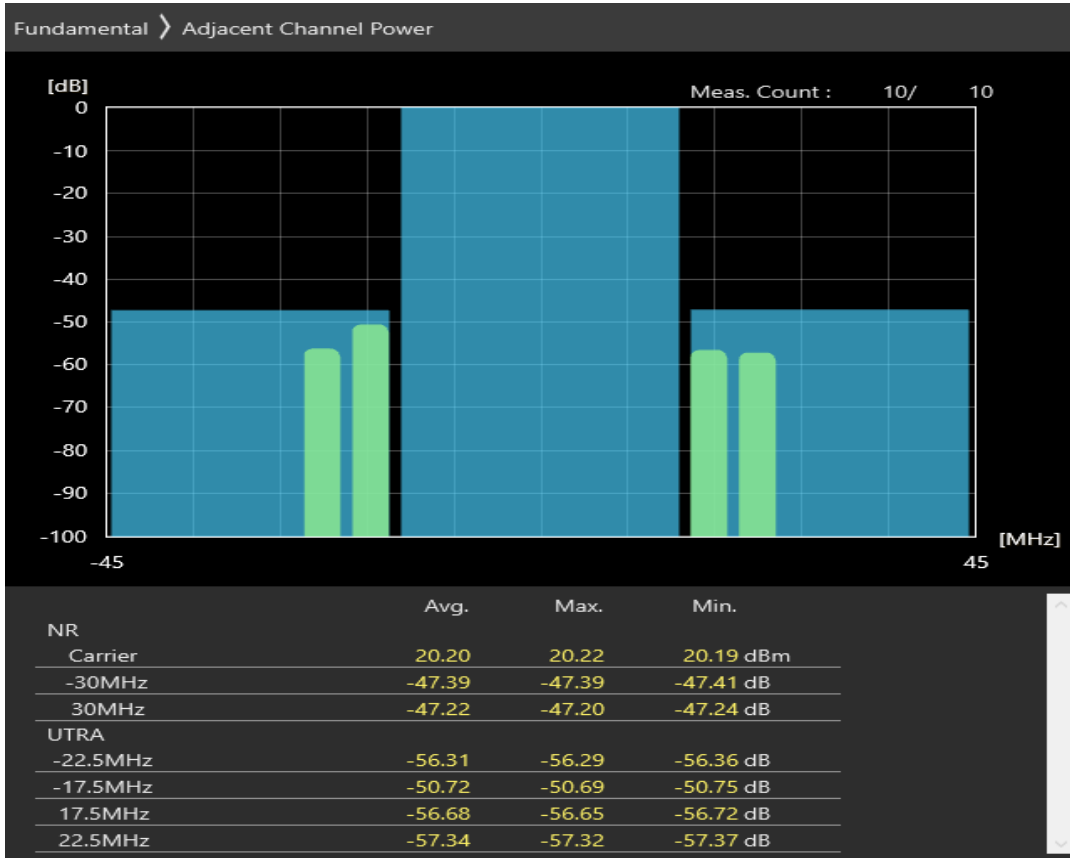 Fundamental ❯ Adjacent Channel Power
[dB]
Meas. Count : 10/ 10
0
-10
-20
-30
-40
-50
-60
-70
-80
-90
-100
[MHz]
-45 45
Avg. Max. Min.
NR
Carrier 20.20 20.22 20.19 dBm
-30MHz -47.39 -47.39 -47.41 dB
30MHz -47.22 -47.20 -47.24 dB
UTRA
-22.5MHz -56.31 -56.29 -56.36 dB
-17.5MHz -50.72 -50.69 -50.75 dB
17.5MHz -56.68 -56.65 -56.72 dB
22.5MHz -57.34 -57.32 -57.37 dB